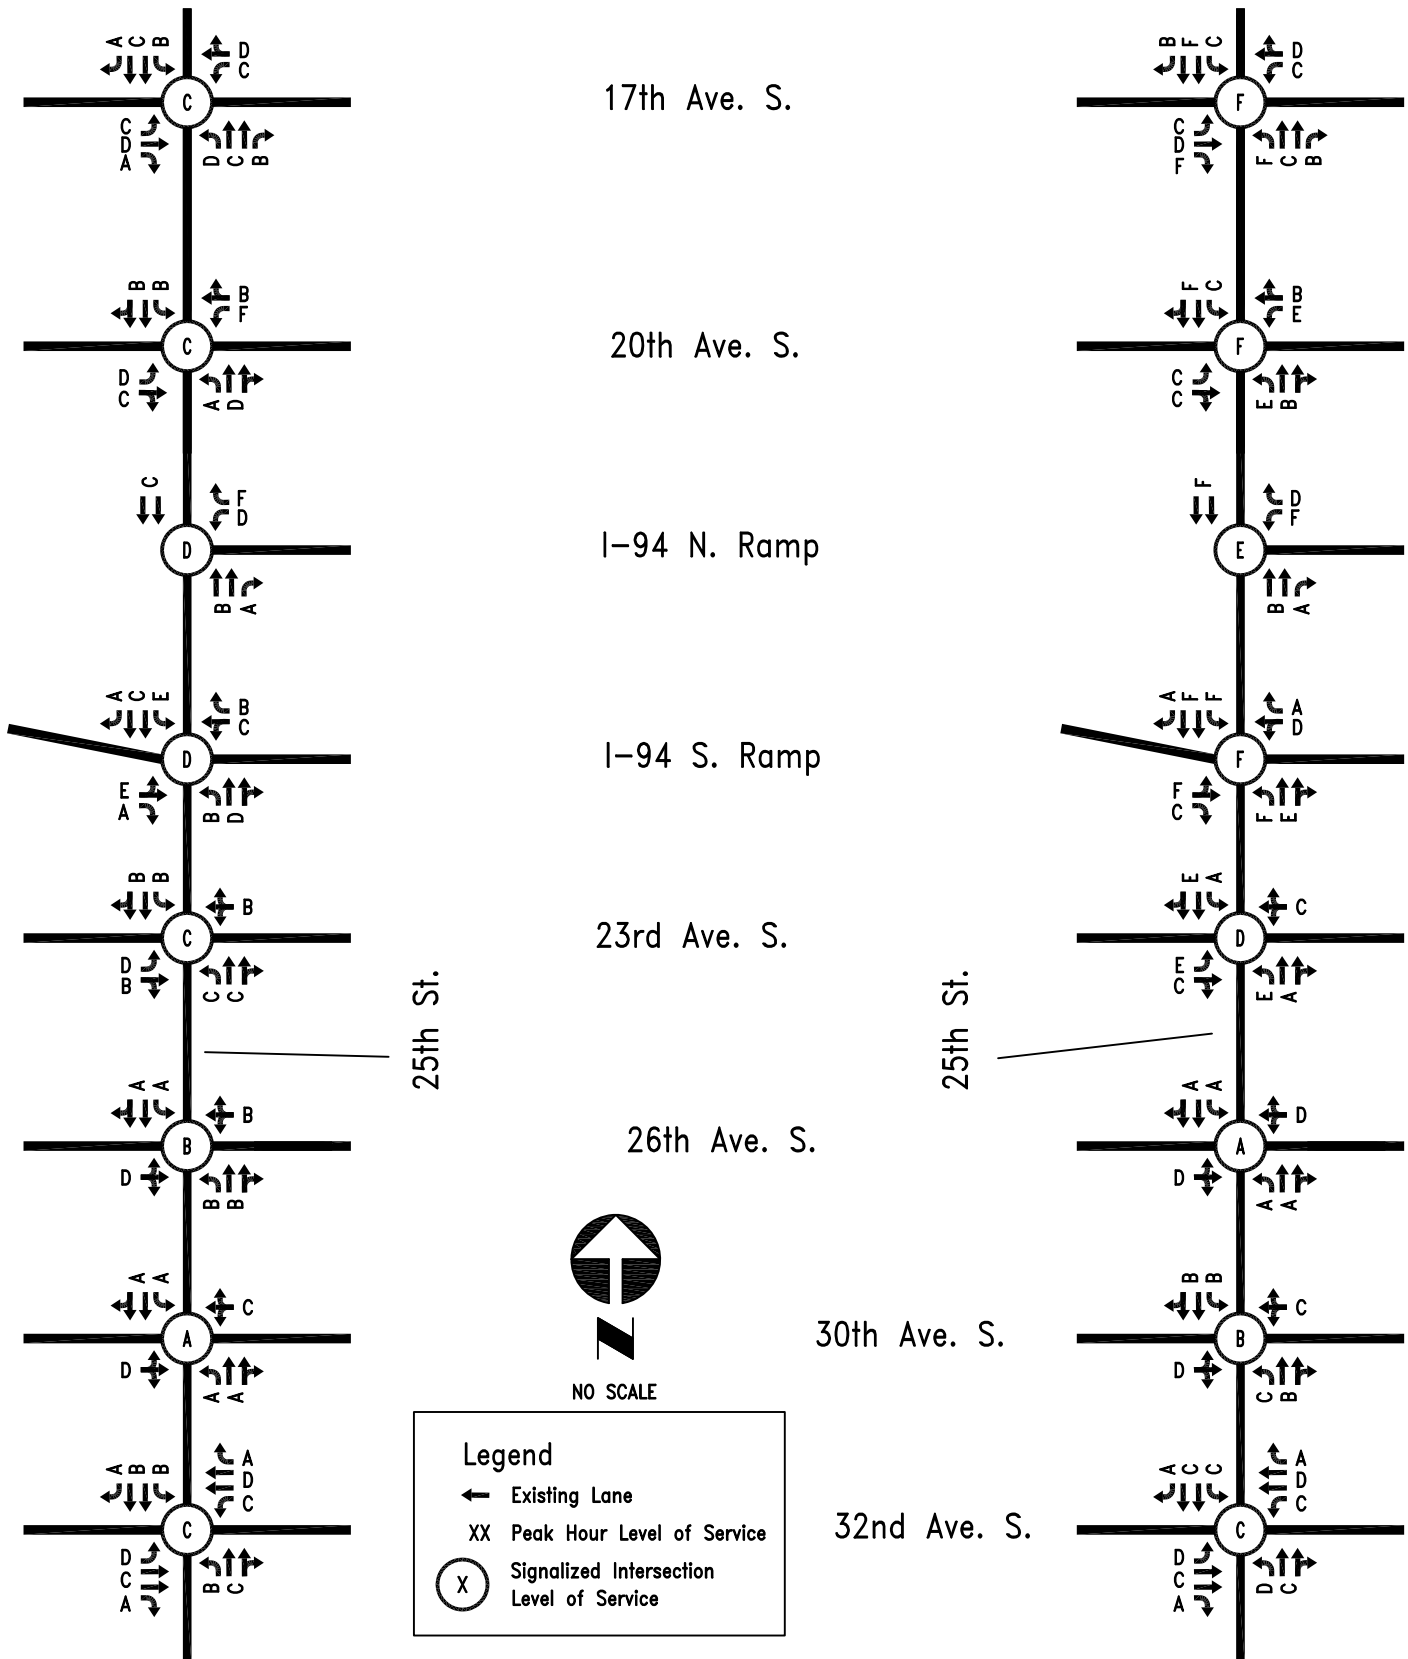 A C B
D
C
C
C
D
A
D C B
17th Ave. S.
B F C
D
C
F
C
D
F
F C B
B B
B
F
C
D
C
A D
20th Ave. S.
F C
B
E
F
C
C
E B
C
F
D
D
B A
I-94 N. Ramp
F
D
F
E
B A
A C E
B
C
D
E
A
B D
I-94 S. Ramp
A F F
A
D
F
F
C
F E
B B
B
C
D
B
C C
23rd Ave. S.
E A
C
D
E
C
E A
25th St.
25th St.
A A
B
B
D
B B
26th Ave. S.
A A
D
A
D
A A
A A
C
A
D
A A
30th Ave. S.
B B
C
B
D
C B
NO SCALE
A B B
A
D
C
C
D
C
A
B C
32nd Ave. S.
A C C
A
D
C
C
D
C
A
D C
Legend
Existing Lane
XX Peak Hour Level of Service
X Signalized Intersection
Level of Service